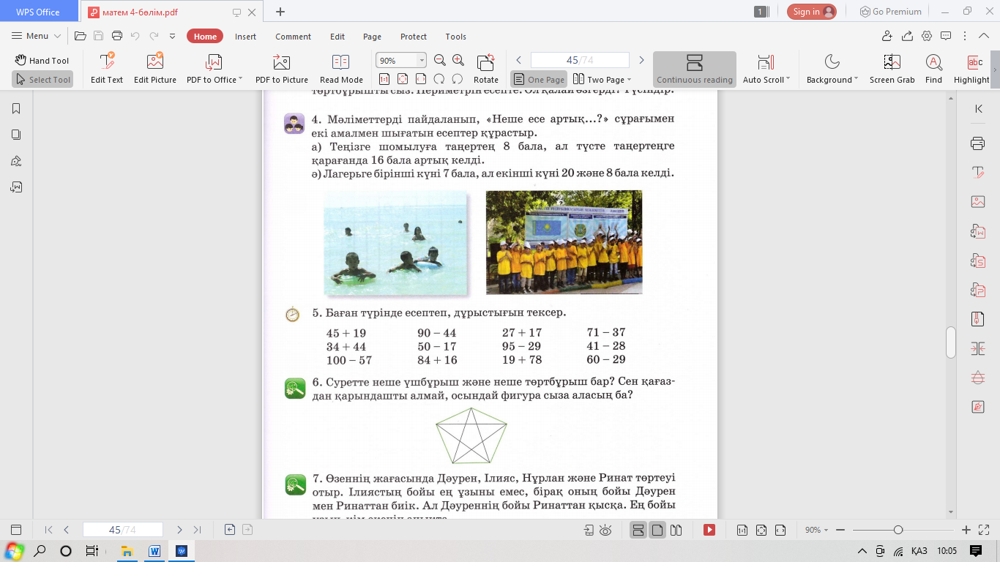 WPS Office
матем 4-бөлім.pdf
1
Sign in
Go Premium
Menu
Home
Insert
Comment
Edit
Page
Protect
Tools
Hand Tool
Select Tool
Edit Text
Edit Picture
PDF to Office
PDF to Picture
Read Mode
90%
Rotate
45/74
One Page
Two Page
Continuous reading
Auto Scroll
Background
Screen Grab
Find
Highlight
төртбұрышты сыз. Периметрін есепте. Ол қалай өзгерді? Түсіндір.
4. Мәліметтерді пайдаланып, «Неше есе артық...?» сұрағымен
екі амалмен шығатын есептер құрастыр.
а) Теңізге шомылуға таңертең 8 бала, ал түсте таңертеңге
қарағанда 16 бала артық келді.
ә) Лагерьге бірінші күні 7 бала, ал екінші күні 20 және 8 бала келді.
5. Баған түрінде есептеп, дұрыстығын тексер.
45 + 19 90 – 44 27 + 17 71 – 37
34 + 44 50 – 17 95 – 29 41 – 28
100 – 57 84 + 16 19 + 78 60 – 29
6. Суретте неше үшбұрыш және неше төртбұрыш бар? Сен қағаз-
дан қарындашты алмай, осындай фигура сыза аласың ба?
7. Өзеннің жағасында Дәурен, Ілияс, Нұрлан және Ринат төртеуі
отыр. Ілиястың бойы ең ұзыны емес, бірақ оның бойы Дәурен
мен Ринаттан биік. Ал Дәуреннің бойы Ринаттан қысқа. Ең бойы
45/74
90%
ҚАЗ
10:05